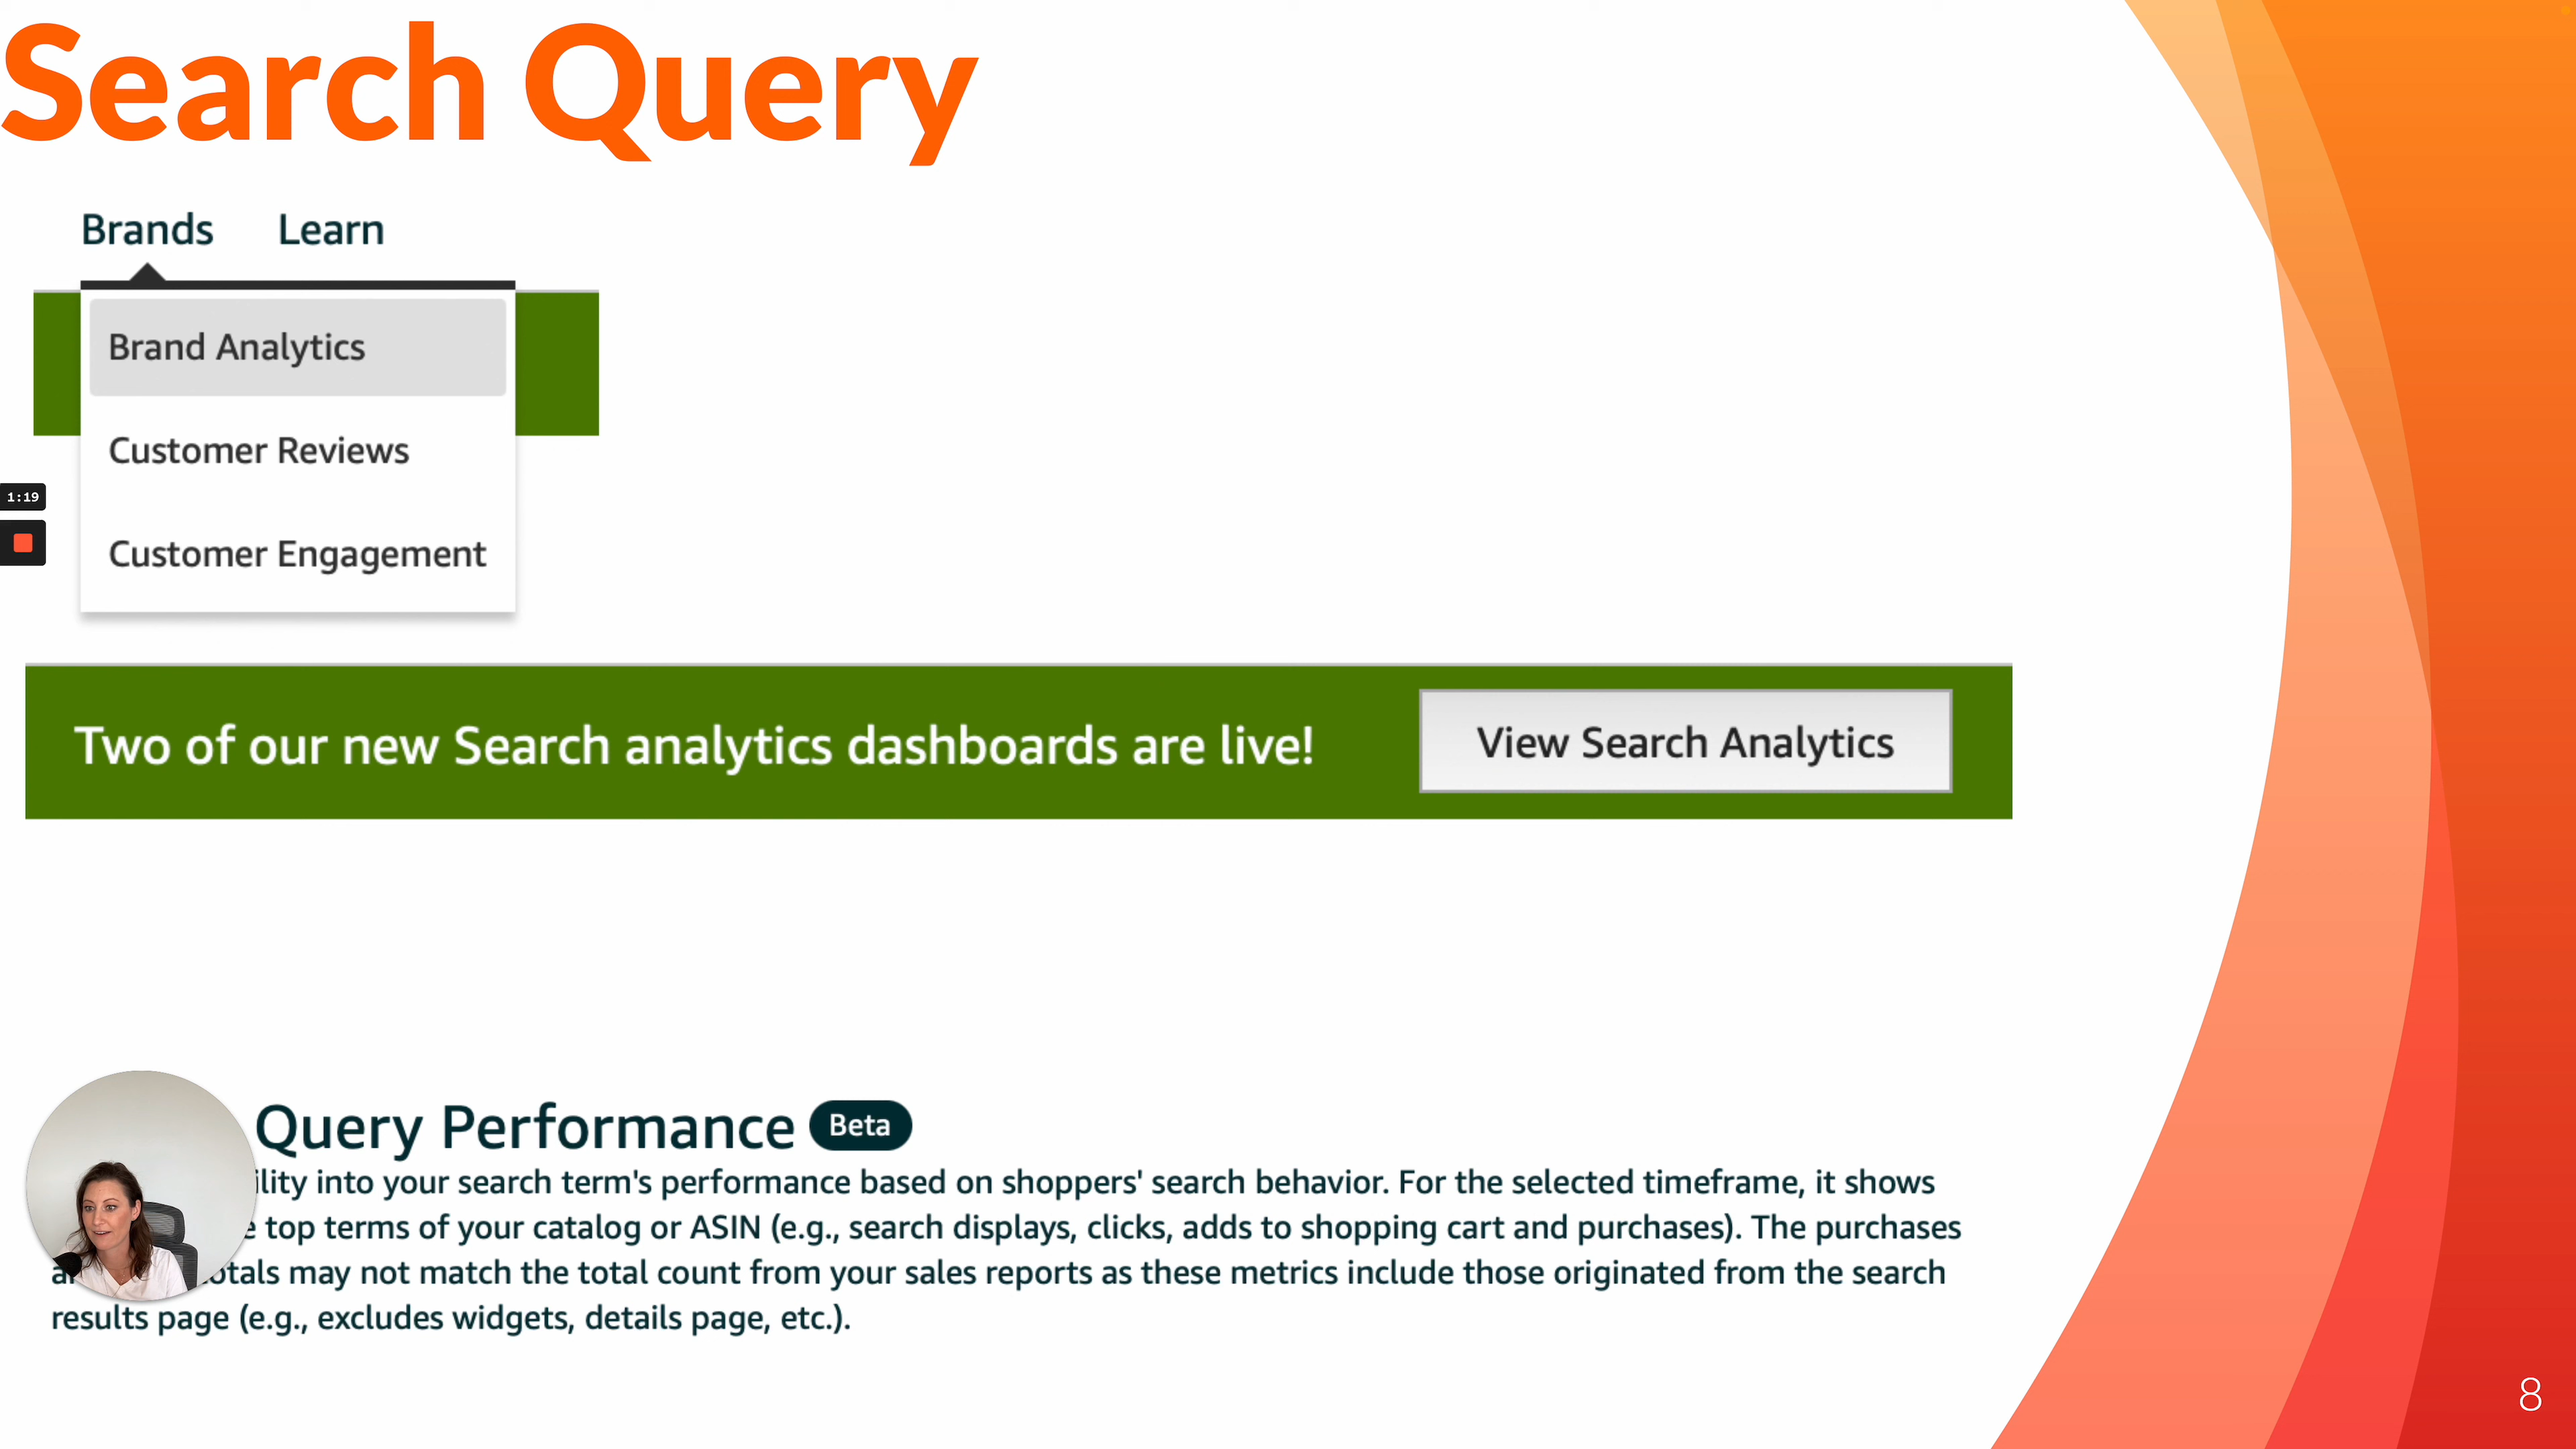 Search Query
Brands Learn
Brand Analytics
Customer Reviews
1:19
Customer Engagement
Two of our new Search analytics dashboards are live! View Search Analytics
Query Performance Beta
into your search term's performance based on shoppers' search behavior. For the selected timeframe, it shows
top terms of your catalog or ASIN (e.g., search displays, clicks, adds to shopping cart and purchases). The purchases
may not match the total count from your sales reports as these metrics include those originated from the search
results page (e.g., excludes widgets, details page, etc.).
8